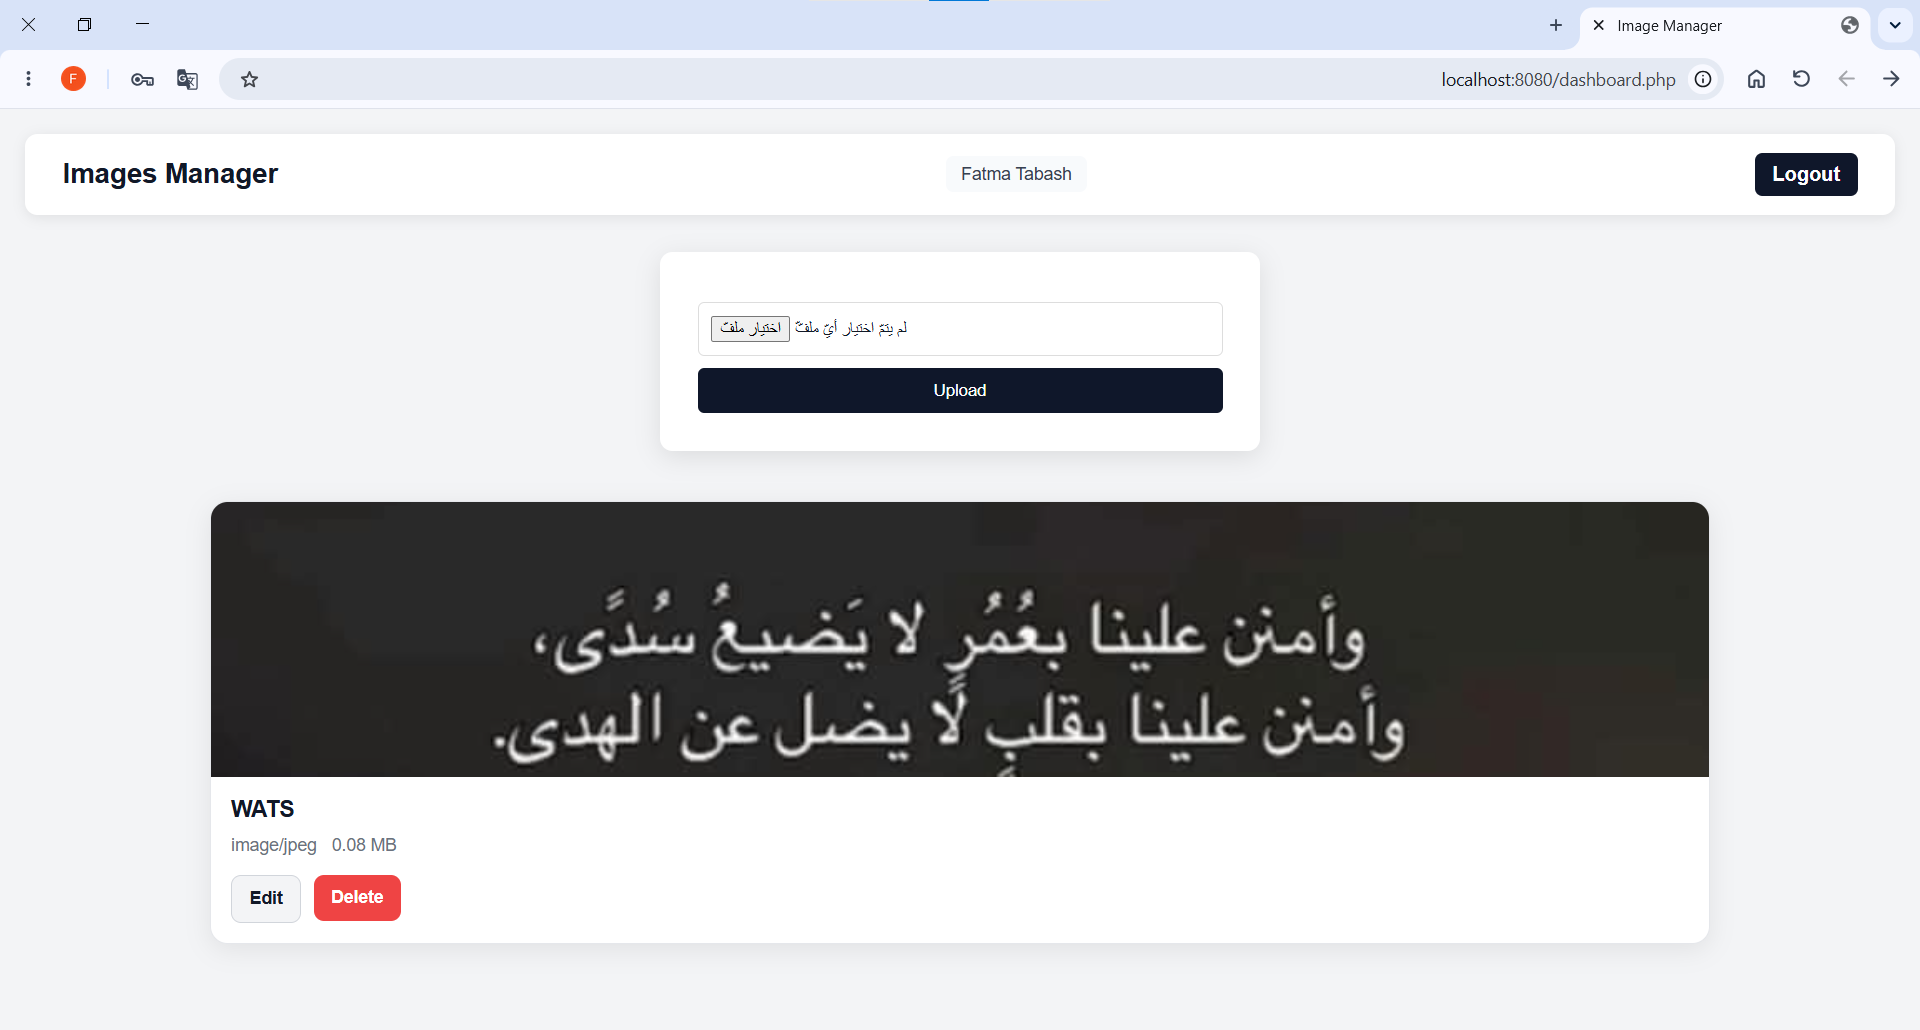 Image Manager
F
localhost:8080/dashboard.php
Images Manager
Fatma Tabash
Logout
اختيار ملفّ لم يتمّ اختيار أيّ ملفّ
Upload
وأمنن علينا بعُمُرٍ لا يَضيعُ سُدًى،
وأمنن علينا بقلبٍ لًا يضل عن الهدى.
WATS
image/jpeg 0.08 MB
Edit
Delete